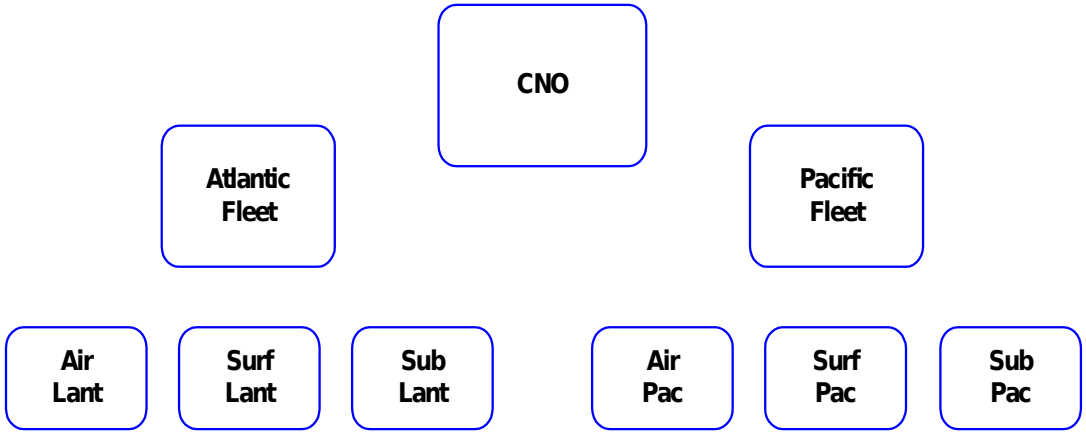 CNO
Atlantic
Fleet
Pacific
Fleet
Air
Lant
Surf
Lant
Sub
Lant
Air
Pac
Surf
Pac
Sub
Pac